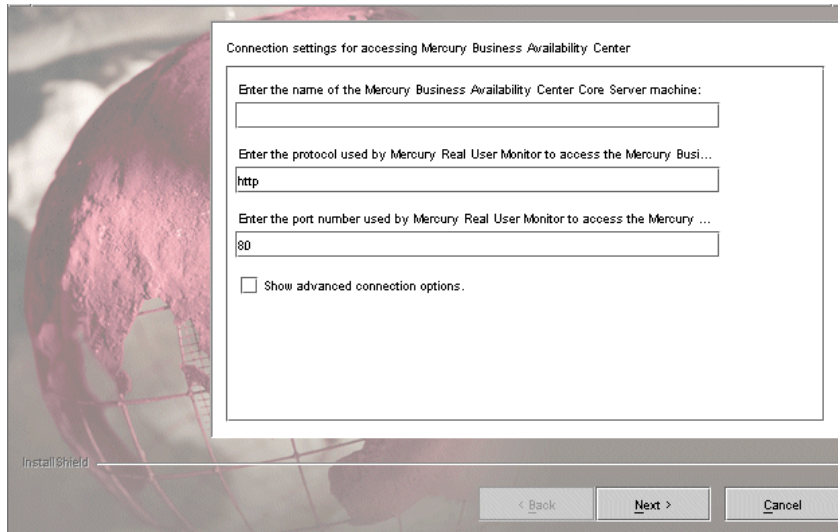 Connection settings for accessing Mercury Business Availability Center
Enter the name of the Mercury Business Availability Center Core Server machine:
Enter the protocol used by Mercury Real User Monitor to access the Mercury Busi...
http
Enter the port number used by Mercury Real User Monitor to access the Mercury ...
80
Show advanced connection options.
InstallShield
< Back
Next >
Cancel